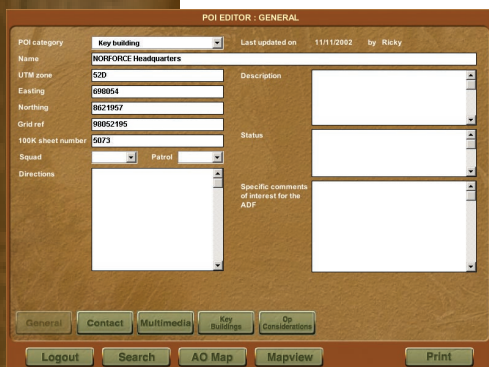 POI EDITOR : GENERAL
POI category Key building Last updated on 11/11/2002 by Ricky
Name NORFORCE Headquarters
UTM zone 52D Description
Easting 698054
Northing 8621957
Grid ref 98052195 Status
100K sheet number 5073
Squad Patrol
Directions Specific comments
of interest for the
ADF
General Contact Multimedia Key Buildings Op Considerations
Logout Search AO Map Mapview Print